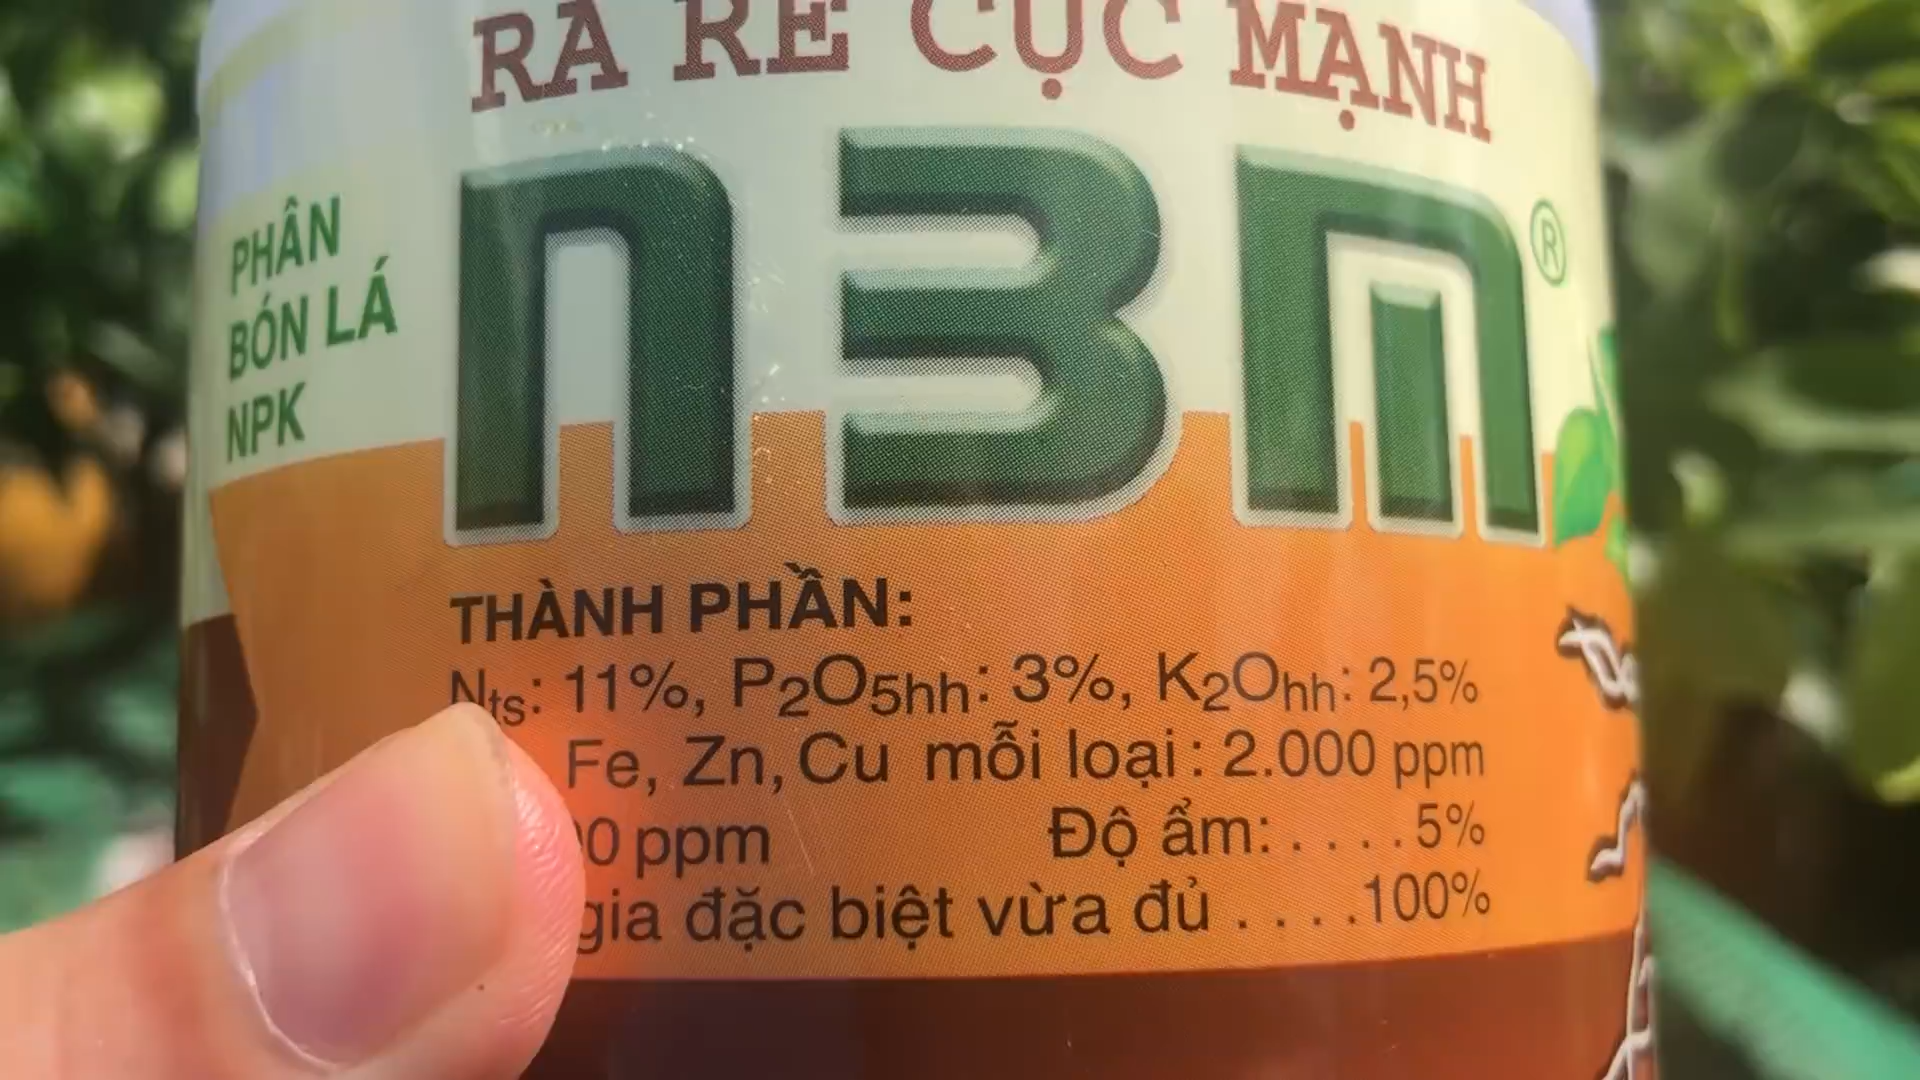 RA RỄ CỰC MẠNH
PHÂN
BÓN LÁ
NPK
n3m®
THÀNH PHẦN:
Nts: 11%, P2O5hh: 3%, K2Ohh: 2,5%
Fe, Zn, Cu mỗi loại: 2.000 ppm
0 ppm Độ ẩm: . . . . 5%
gia đặc biệt vừa đủ . . . . 100%